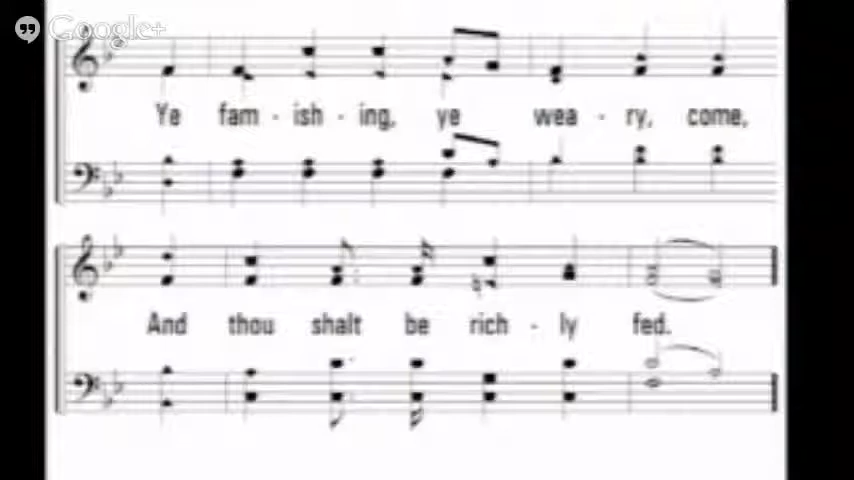 Google+
Ye fam - ish - ing, ye wea - ry, come,
And thou shalt be rich - ly fed.